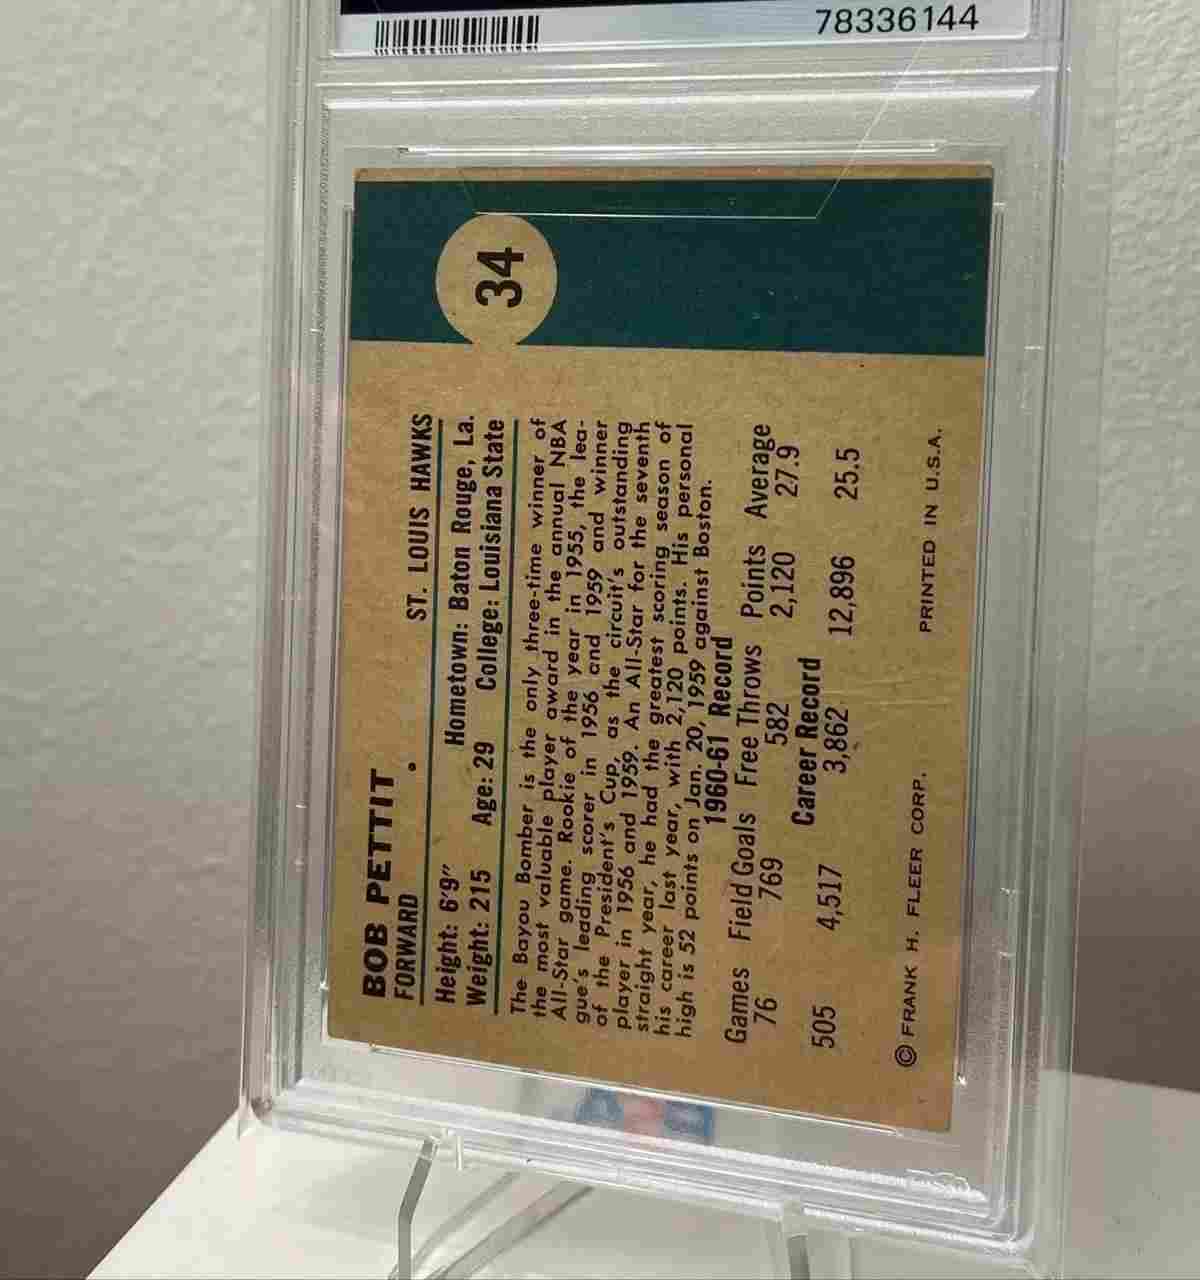 78336144
34
BOB PETTIT
FORWARD ST. LOUIS HAWKS
Height: 6'9" Hometown: Baton Rouge, La.
Weight: 215 Age: 29 College: Louisiana State
The Bayou Bomber is the only three-time winner of
the most valuable player award in the annual NBA
All-Star game. Rookie of the year in 1955, the lea-
gue's leading scorer in 1956 and 1959 and winner
of the President's Cup, as the circuit's outstanding
player in 1956 and 1959. An All-Star for the seventh
straight year, he had the greatest scoring season of
his career last year, with 2,120 points. His personal
high is 52 points on Jan. 20, 1959 against Boston.
1960-61 Record
Games Field Goals Free Throws Points Average
76 769 582 2,120 27.9
Career Record
505 4,517 3,862 12,896 25.5
© FRANK H. FLEER CORP. PRINTED IN U.S.A.